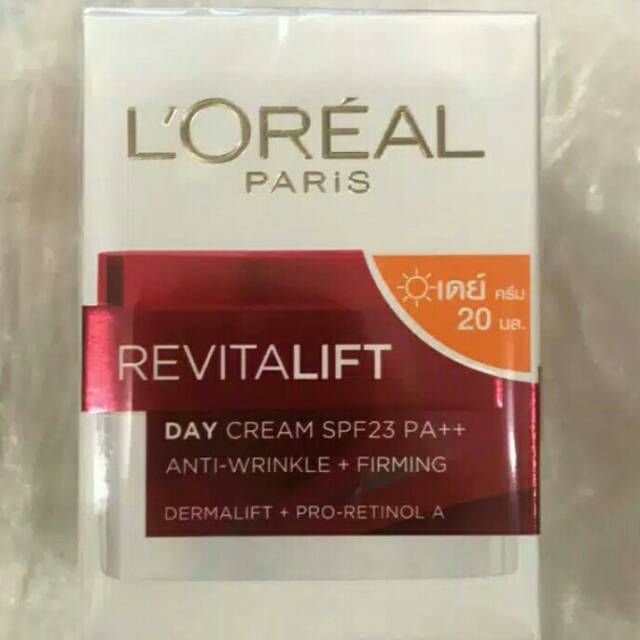 L'ORÉAL
PARiS
เดย์ ครีม
20 มล.
REVITALIFT
DAY CREAM SPF23 PA++
ANTI-WRINKLE + FIRMING
DERMALIFT + PRO-RETINOL A